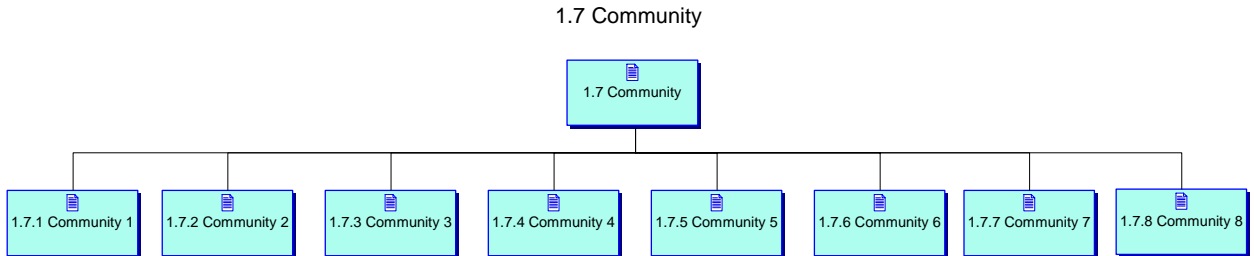 1.7 Community
1.7 Community
1.7.1 Community 1
1.7.2 Community 2
1.7.3 Community 3
1.7.4 Community 4
1.7.5 Community 5
1.7.6 Community 6
1.7.7 Community 7
1.7.8 Community 8